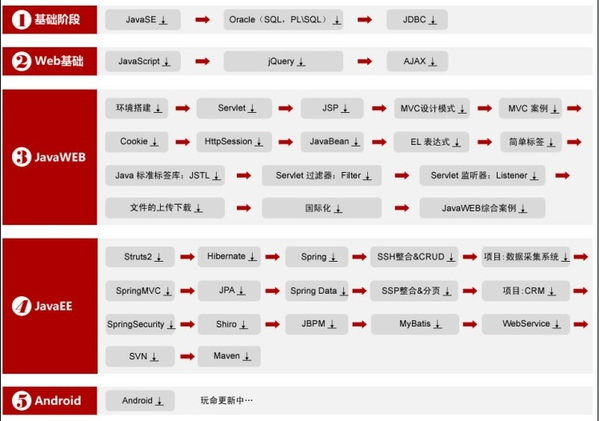 1 基础阶段 JavaSE Oracle（SQL，PL\SQL） JDBC
2 Web基础 JavaScript jQuery AJAX
3 JavaWEB
环境搭建 Servlet JSP MVC设计模式 MVC 案例
Cookie HttpSession JavaBean EL 表达式 简单标签
Java 标准标签库：JSTL Servlet 过滤器：Filter Servlet 监听器：Listener
文件的上传下载 国际化 JavaWEB综合案例
4 JavaEE
Struts2 Hibernate Spring SSH整合&CRUD 项目:数据采集系统
SpringMVC JPA Spring Data SSP整合&分页 项目:CRM
SpringSecurity Shiro JBPM MyBatis WebService
SVN Maven
5 Android Android 玩命更新中…